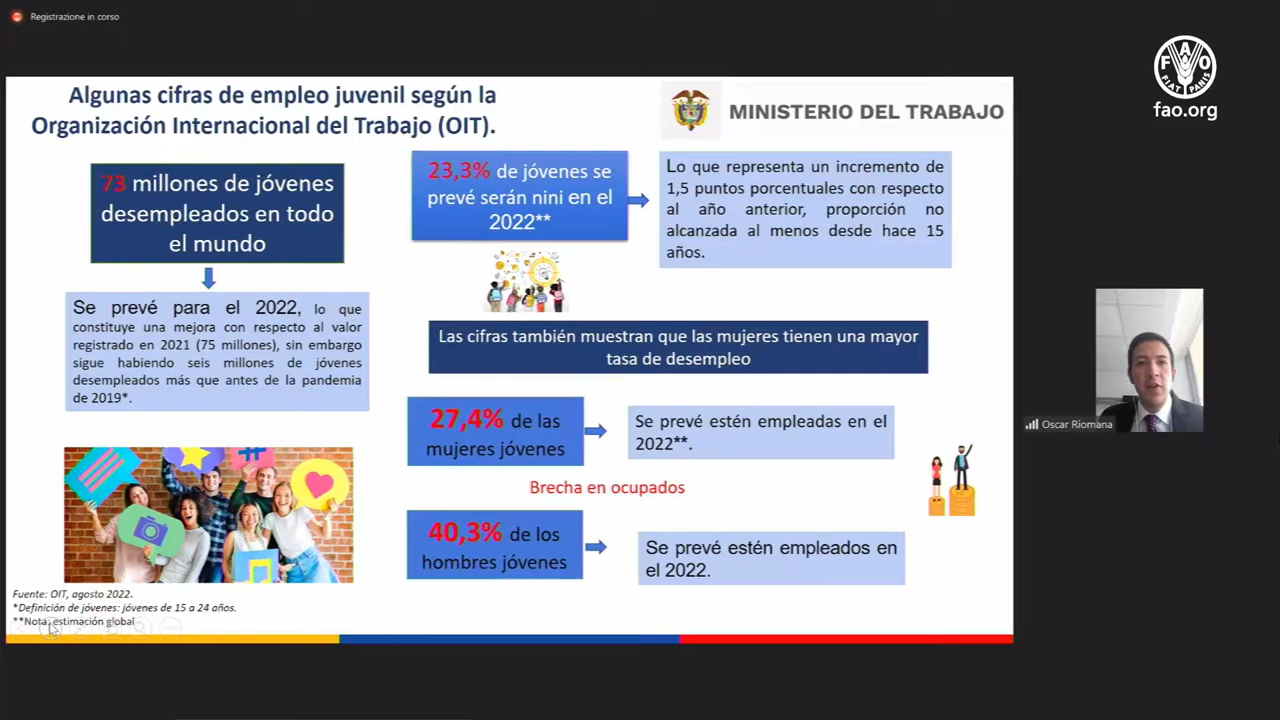 Registrazione in corso
FAO
FIAT PANIS
fao.org
Algunas cifras de empleo juvenil según la
Organización Internacional del Trabajo (OIT).
MINISTERIO DEL TRABAJO
73 millones de jóvenes
desempleados en todo
el mundo
Se prevé para el 2022, lo que
constituye una mejora con respecto al valor
registrado en 2021 (75 millones), sin embargo
sigue habiendo seis millones de jóvenes
desempleados más que antes de la pandemia
de 2019*.
23,3% de jóvenes se
prevé serán nini en el
2022**
Lo que representa un incremento de
1,5 puntos porcentuales con respecto
al año anterior, proporción no
alcanzada al menos desde hace 15
años.
Las cifras también muestran que las mujeres tienen una mayor
tasa de desempleo
27,4% de las
mujeres jóvenes
Se prevé estén empleadas en el
2022**.
Brecha en ocupados
40,3% de los
hombres jóvenes
Se prevé estén empleados en
el 2022.
Fuente: OIT, agosto 2022.
*Definición de jóvenes: jóvenes de 15 a 24 años.
**Nota: estimación global
Oscar Riomana